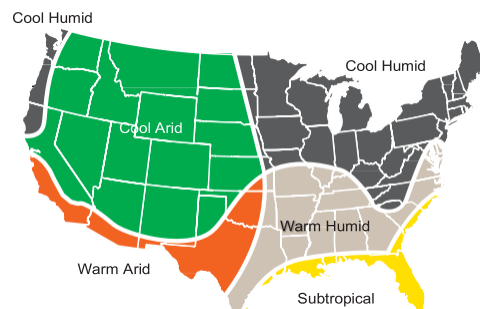 Cool Humid
Cool Humid
Cool Arid
Warm Humid
Warm Arid
Subtropical